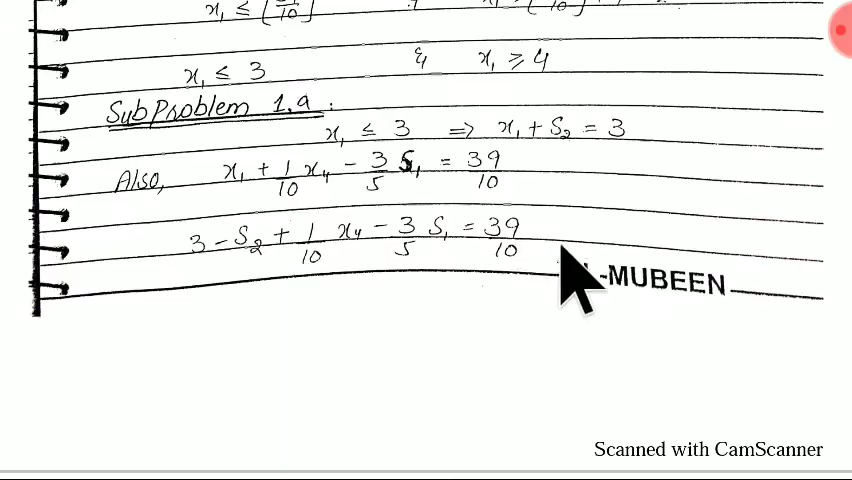 x₁ ≤
x₁ ≤ 3 & x₁ ≥ 4
SubProblem 1.a :
x₁ ≤ 3 ⇒ x₁ + S₂ = 3
Also, x₁ + 1/10 x₄ - 3/5 S₁ = 39/10
3 - S₂ + 1/10 x₄ - 3/5 S₁ = 39/10
-MUBEEN
Scanned with CamScanner